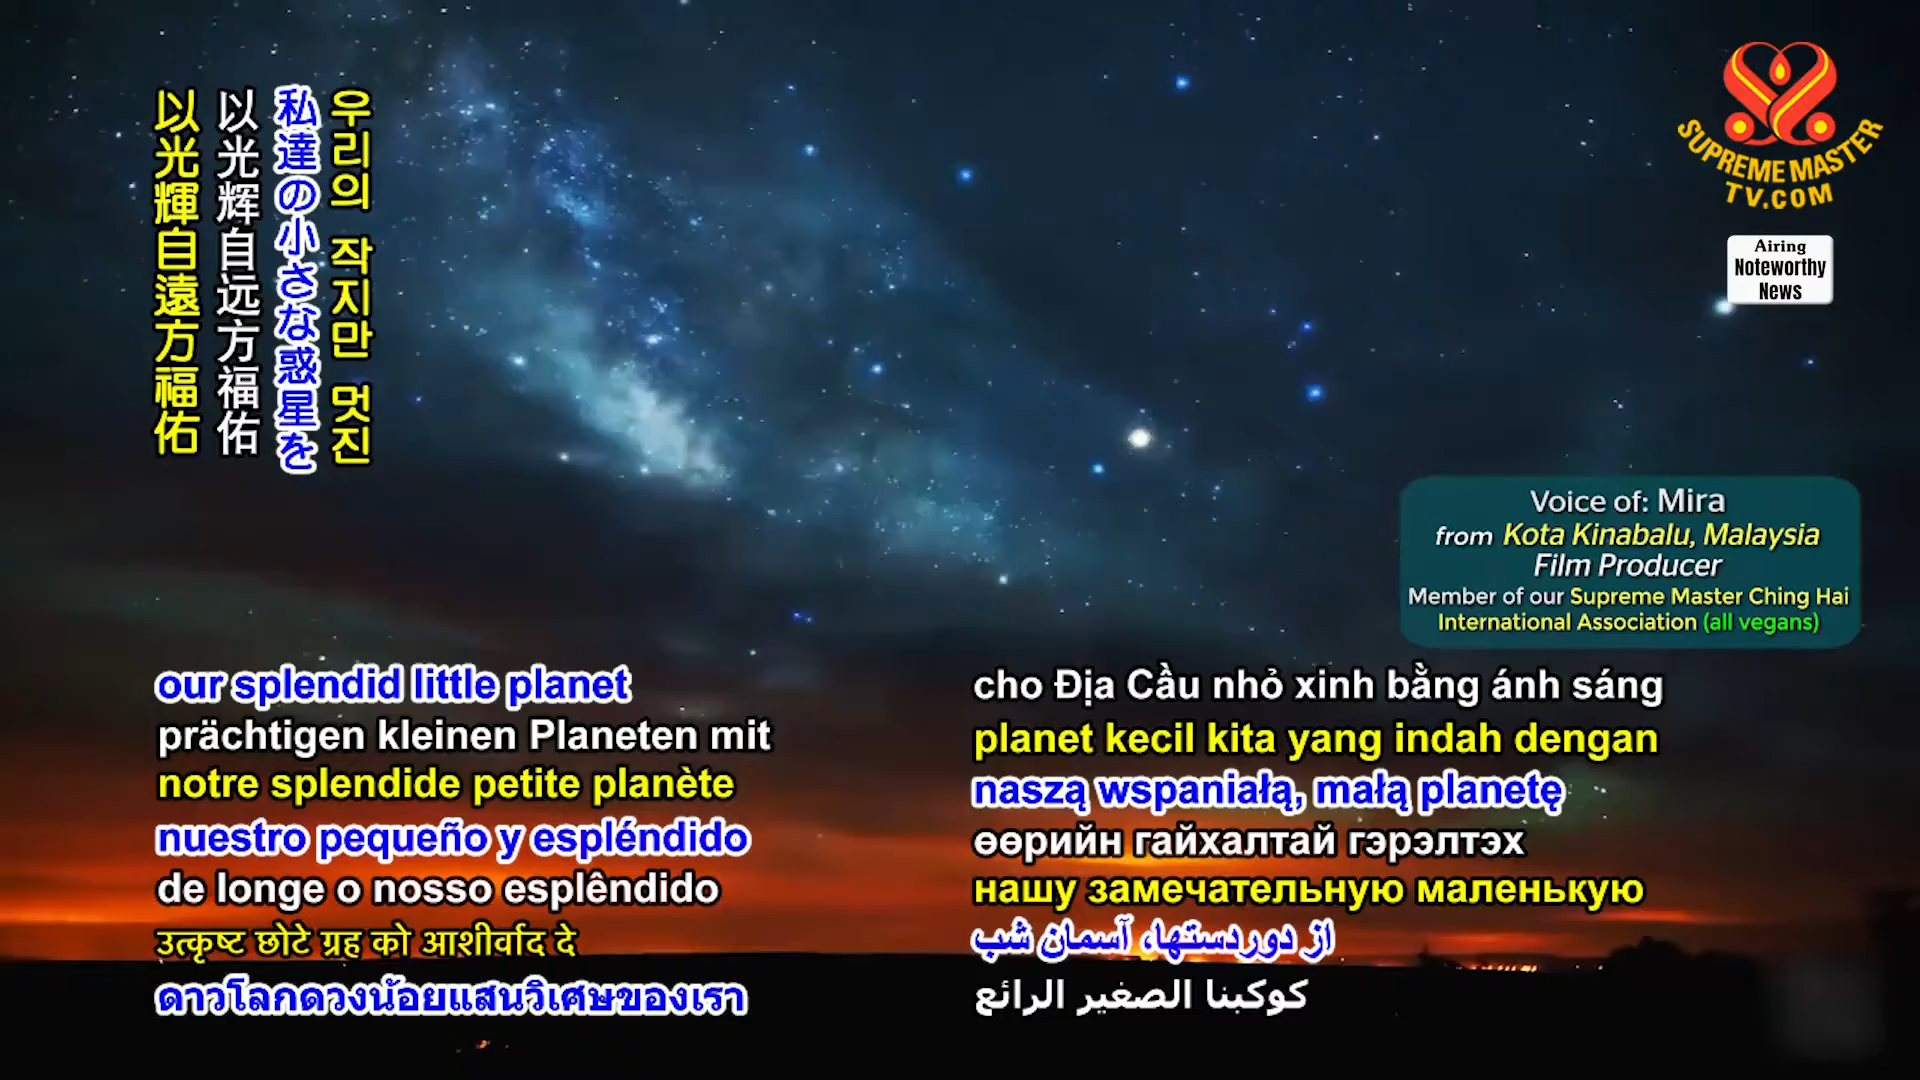 以光輝自遠方福佑
以光辉自远方福佑
私達の小さな惑星を
우리의 작지만 멋진
SUPREME MASTER
TV.COM
Airing
Noteworthy
News
Voice of: Mira
from Kota Kinabalu, Malaysia
Film Producer
Member of our Supreme Master Ching Hai
International Association (all vegans)
our splendid little planet
prächtigen kleinen Planeten mit
notre splendide petite planète
nuestro pequeño y espléndido
de longe o nosso esplêndido
उत्कृष्ट छोटे ग्रह को आशीर्वाद दे
ดาวโลกดวงน้อยแสนวิเศษของเรา
cho Địa Cầu nhỏ xinh bằng ánh sáng
planet kecil kita yang indah dengan
naszą wspaniałą, małą planetę
өөрийн гайхалтай гэрэлтэх
нашу замечательную маленькую
از دوردستها، آسمان شب
كوكبنا الصغير الرائع